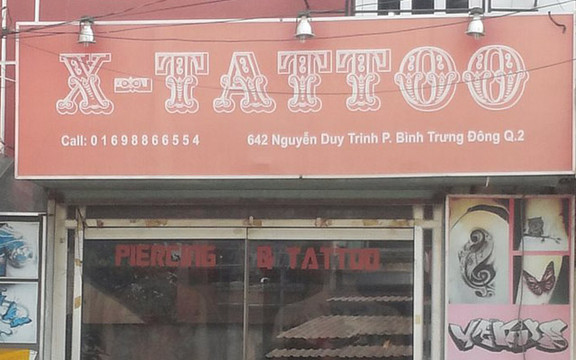 X-TATTOO
Call: 01698866554
642 Nguyễn Duy Trinh P. Bình Trưng Đông Q.2
PIERCING & TATTOO